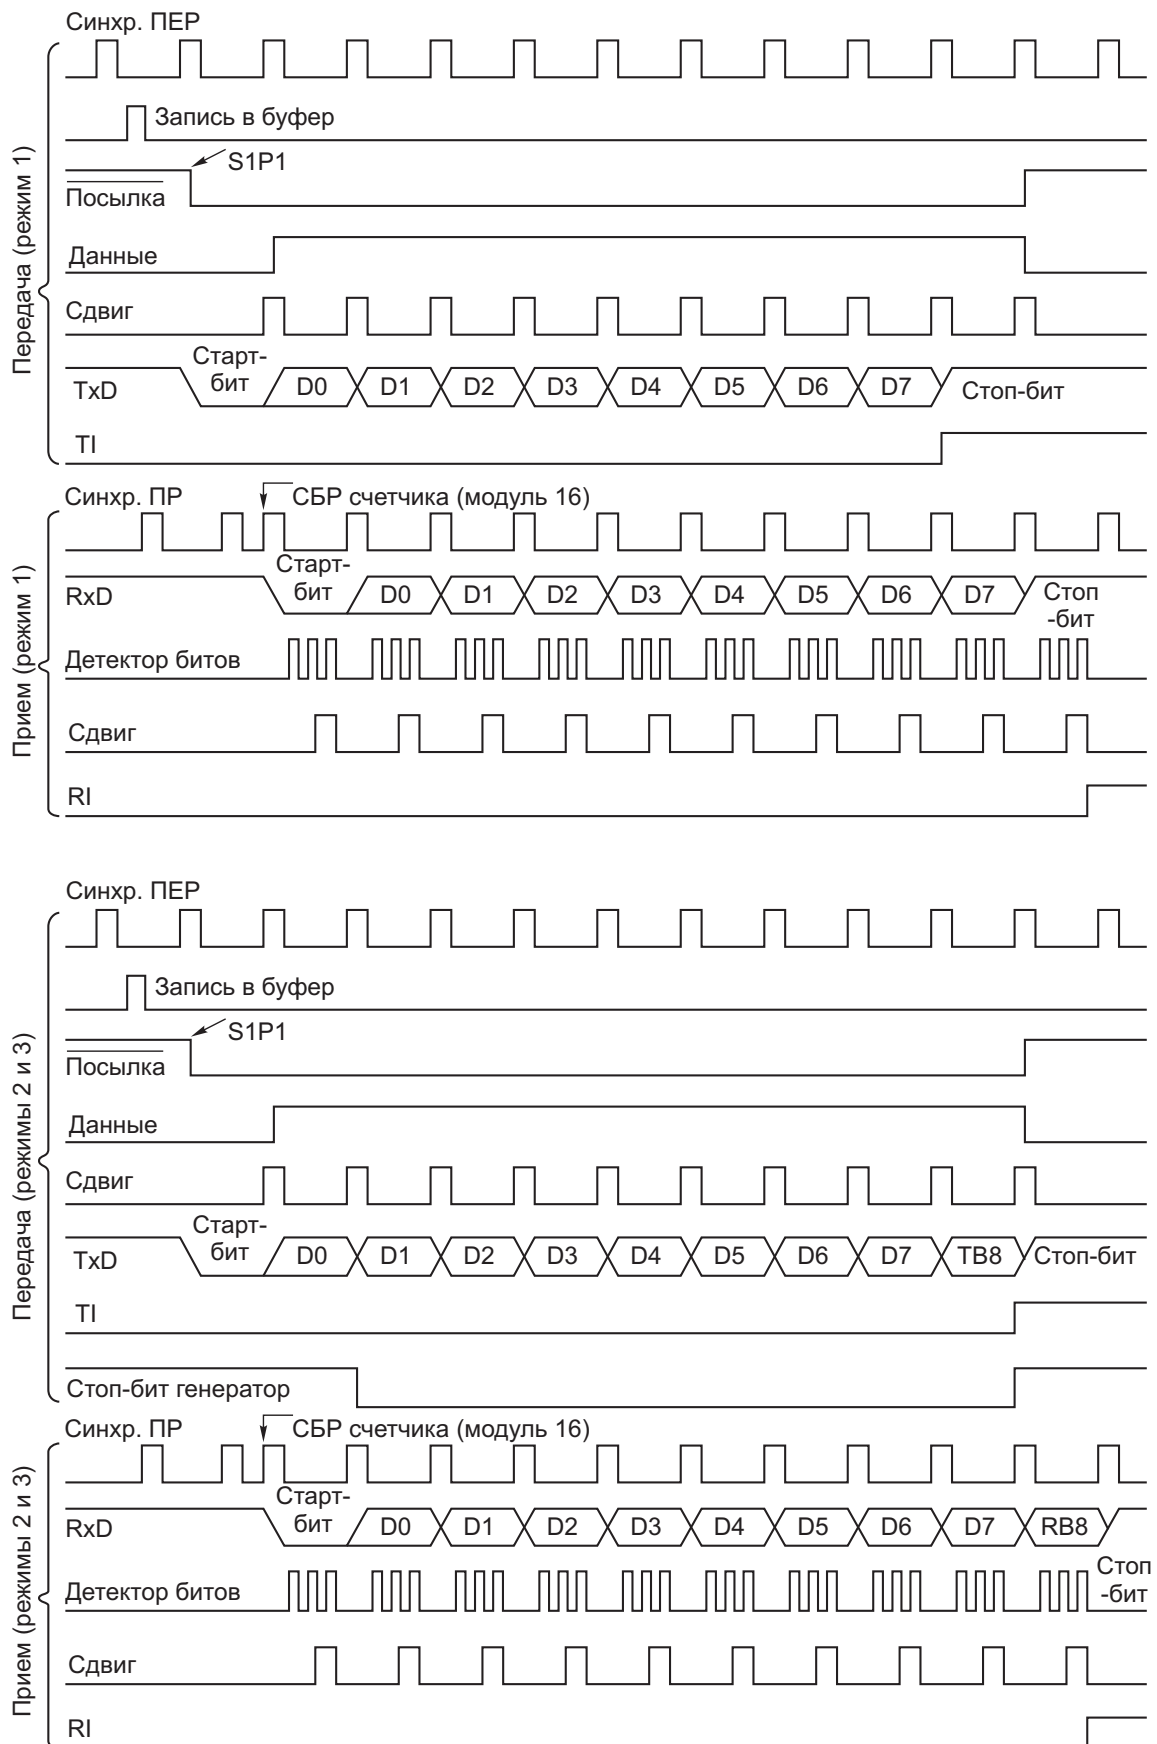 Синхр. ПЕР
Запись в буфер
S1P1
Посылка
Данные
Сдвиг
Старт-
бит
TxD
D0 D1 D2 D3 D4 D5 D6 D7
Стоп-бит
TI
Передача (режим 1)
Синхр. ПР
СБР счетчика (модуль 16)
Старт-
бит
RxD
D0 D1 D2 D3 D4 D5 D6 D7
Стоп
-бит
Детектор битов
Сдвиг
RI
Прием (режим 1)
Синхр. ПЕР
Запись в буфер
S1P1
Посылка
Данные
Сдвиг
Старт-
бит
TxD
D0 D1 D2 D3 D4 D5 D6 D7 TB8
Стоп-бит
TI
Стоп-бит генератор
Передача (режимы 2 и 3)
Синхр. ПР
СБР счетчика (модуль 16)
Старт-
бит
RxD
D0 D1 D2 D3 D4 D5 D6 D7 RB8
Стоп
-бит
Детектор битов
Сдвиг
RI
Прием (режимы 2 и 3)